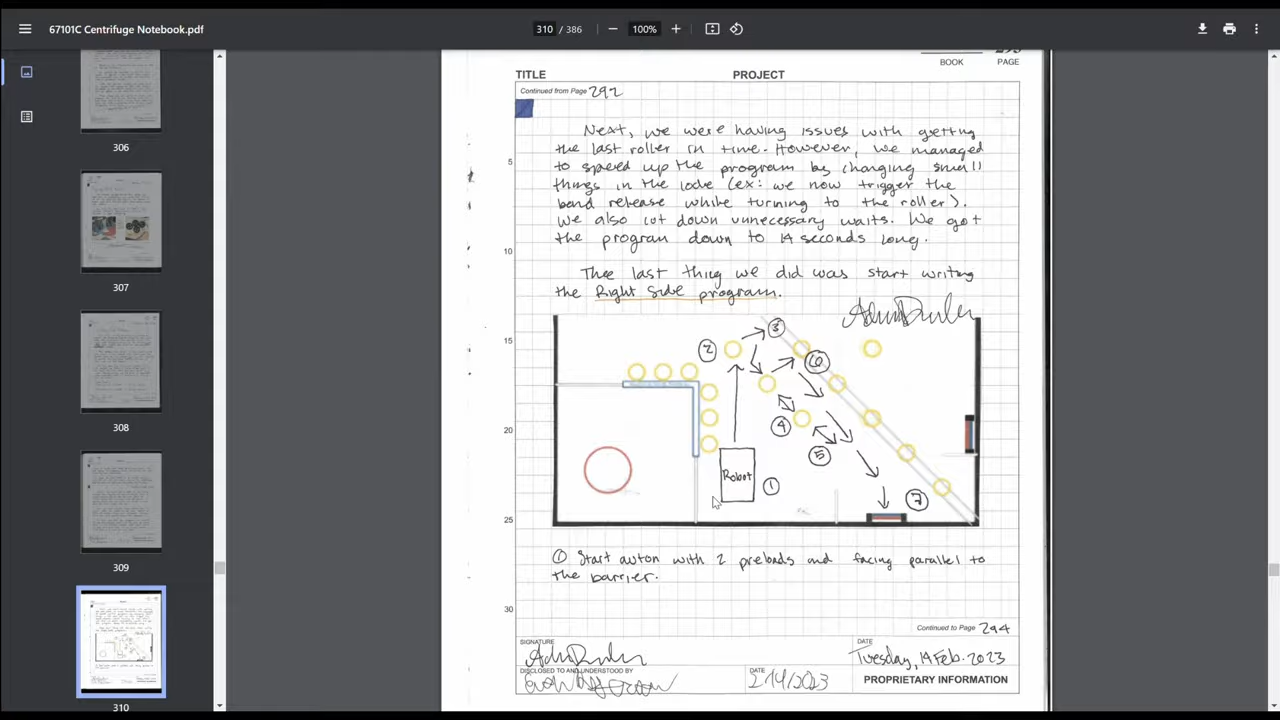 67101C Centrifuge Notebook.pdf
310 / 386
100%
306
307
308
309
310
BOOK
PAGE
TITLE
PROJECT
Continued from Page 292
Next, we were having issues with getting
the last roller in time. However, we managed
5
to speed up the program by changing small
things in the code (ex: we now trigger the
band release while turning to the roller).
We also cut down unnecessary waits. We got
the program down to 14 seconds long.
10
The last thing we did was start writing
the Right Side program.
15
20
25
30
2
3
6
4
5
Robot
1
7
① Start auton with 2 preloads and facing parallel to
the barrier.
Continued to Page 294
SIGNATURE
DATE
Tuesday, 14 Feb. 2023
DISCLOSED TO AND UNDERSTOOD BY
DATE
2/14/2023
PROPRIETARY INFORMATION